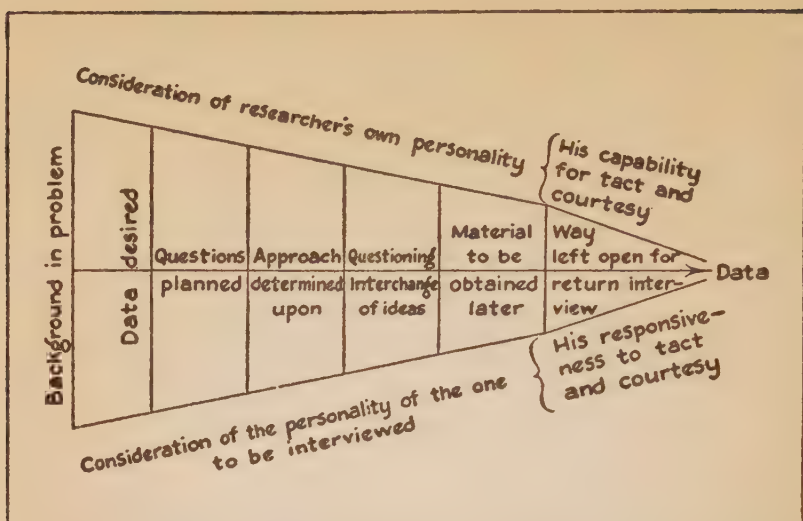 Consideration of researcher's own personality
His capability
for tact and
courtesy
Background in problem
Data desired
Questions
planned
Approach
determined
upon
Questioning
Interchange
of ideas
Material
to be
obtained
later
Way
left open for
return inter-
view
Data
His responsive-
ness to tact
and courtesy
Consideration of the personality of the one
to be interviewed